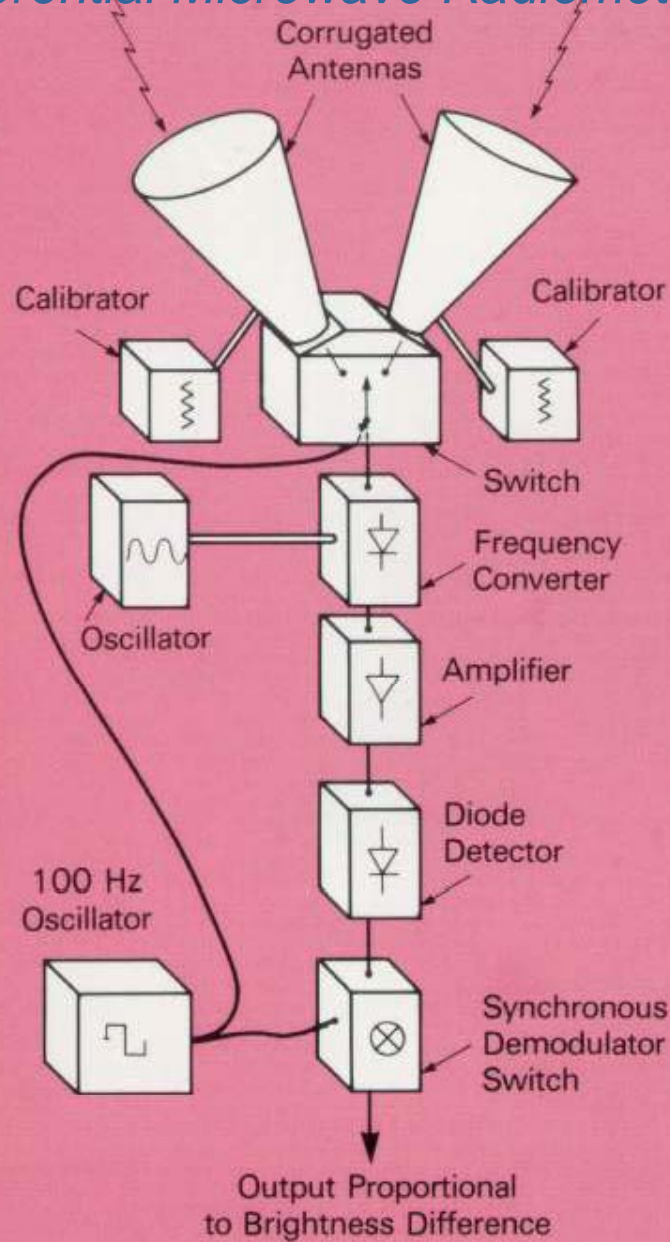 Microwave
Corrugated
Antennas
Calibrator
Calibrator
Switch
Frequency
Converter
Oscillator
Amplifier
Diode
Detector
100 Hz
Oscillator
Synchronous
Demodulator
Switch
Output Proportional
to Brightness Difference